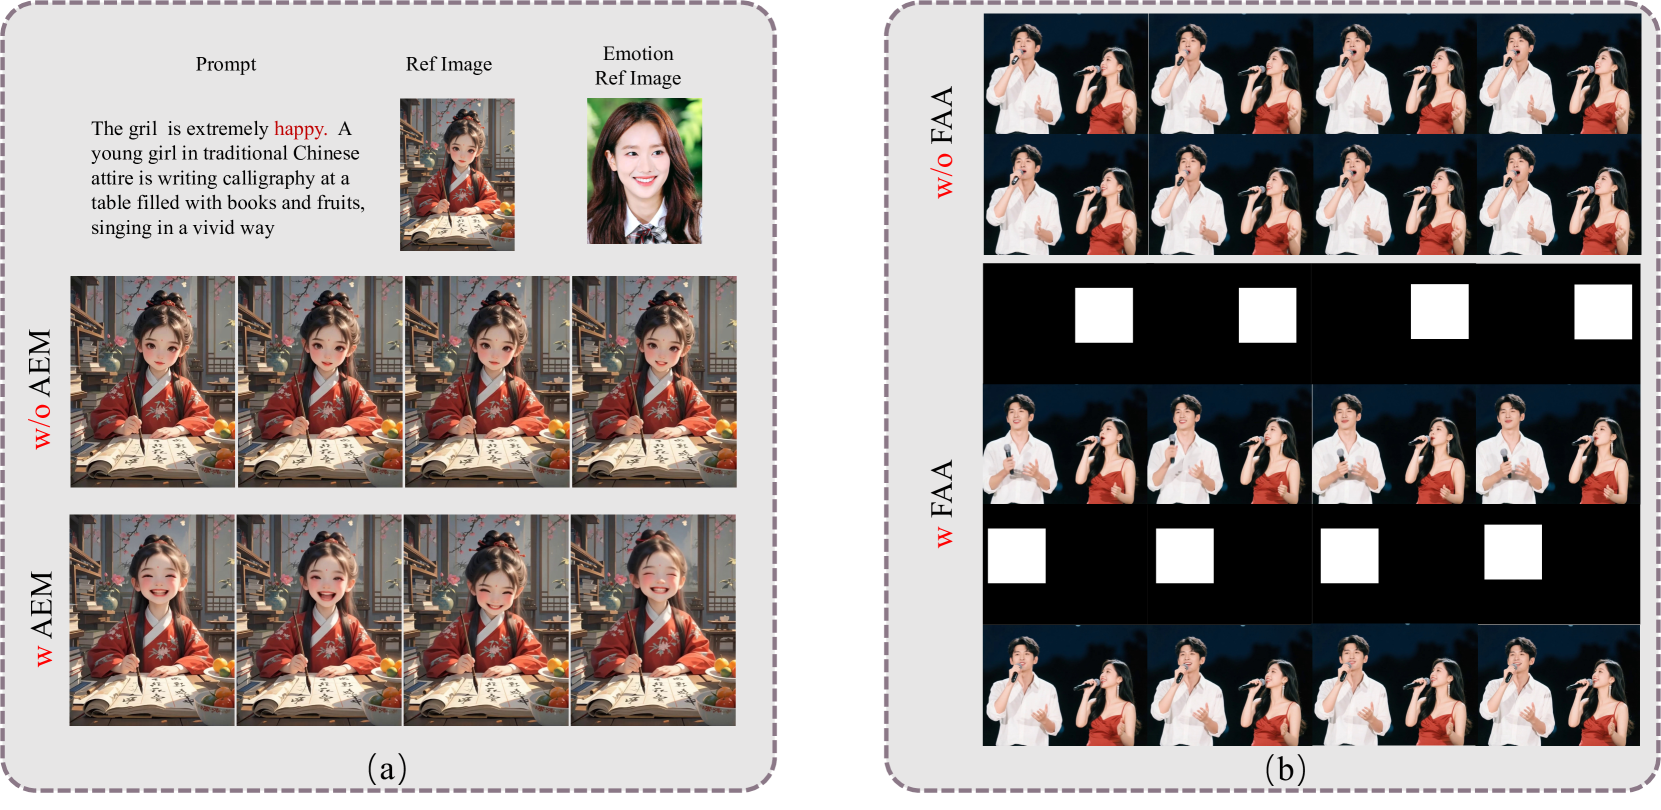 Prompt
Ref Image
Emotion
Ref Image
The gril is extremely happy. A
young girl in traditional Chinese
attire is writing calligraphy at a
table filled with books and fruits,
singing in a vivid way
w/o AEM
w AEM
(a)
w/o FAA
w FAA
(b)